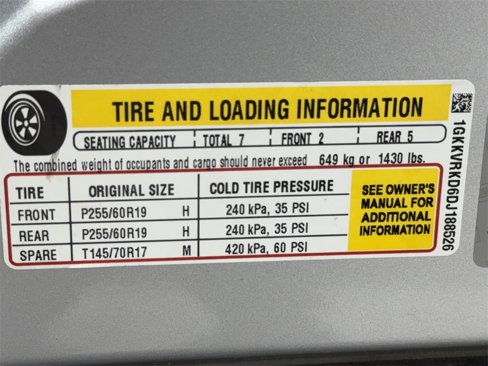 TIRE AND LOADING INFORMATION
SEATING CAPACITY TOTAL 7 FRONT 2 REAR 5
The combined weight of occupants and cargo should never exceed 649 kg or 1430 lbs.
TIRE ORIGINAL SIZE COLD TIRE PRESSURE
FRONT P255/60R19 H 240 kPa, 35 PSI
REAR P255/60R19 H 240 kPa, 35 PSI
SPARE T145/70R17 M 420 kPa, 60 PSI
SEE OWNER'S
MANUAL FOR
ADDITIONAL
INFORMATION
1GKKVRKD6DJ188526